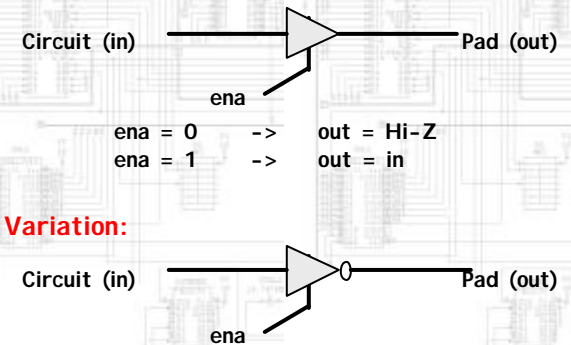 Circuit (in) Pad (out)
ena
ena = 0 -> out = Hi-Z
ena = 1 -> out = in
Variation:
Circuit (in) Pad (out)
ena